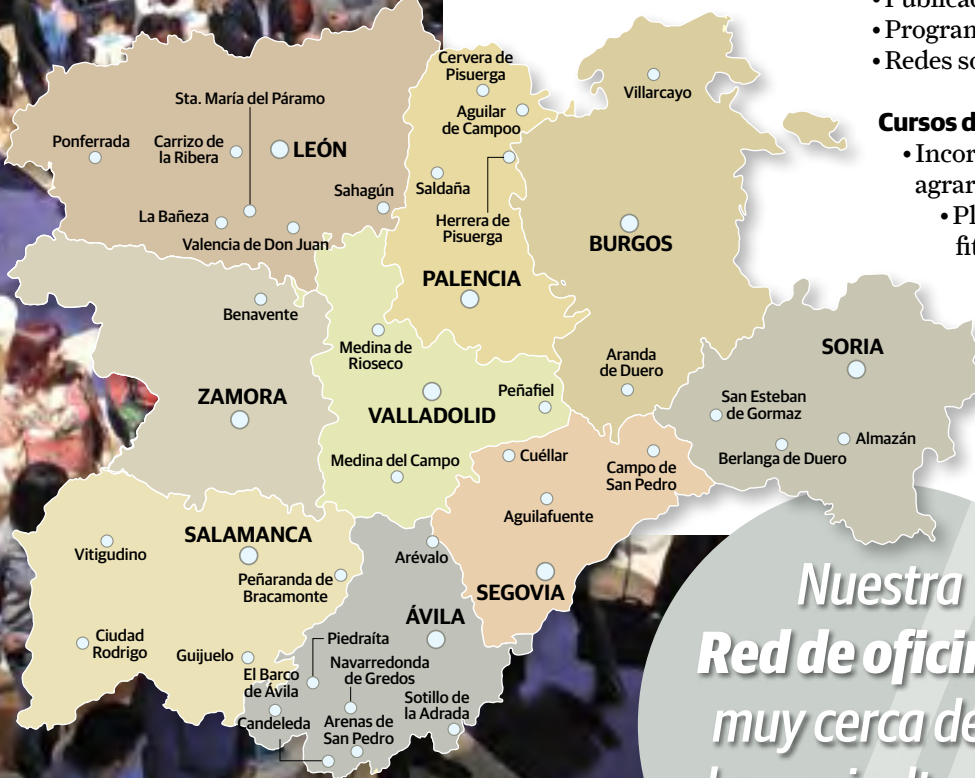 • Program
• Redes so
Cursos d
• Incor
agrar
• Pl
fit
Cervera de
Pisuerga
Aguilar
de Campoo
Villarcayo
Sta. María del Páramo
Ponferrada
Carrizo de
la Ribera
LEÓN
Sahagún
Saldaña
La Bañeza
Valencia de Don Juan
Herrera de
Pisuerga
BURGOS
PALENCIA
Benavente
Medina de
Rioseco
Aranda
de Duero
SORIA
ZAMORA
VALLADOLID
Peñafiel
San Esteban
de Gormaz
Almazán
Berlanga de Duero
Medina del Campo
Cuéllar
Campo de
San Pedro
Aguilafuente
SALAMANCA
Vitigudino
Arévalo
Peñaranda de
Bracamonte
SEGOVIA
ÁVILA
Ciudad
Rodrigo
Guijuelo
Piedraíta
El Barco
de Ávila
Navarredonda
de Gredos
Sotillo de
la Adrada
Candeleda
Arenas de
San Pedro
Nuestra
Red de oficin
muy cerca de